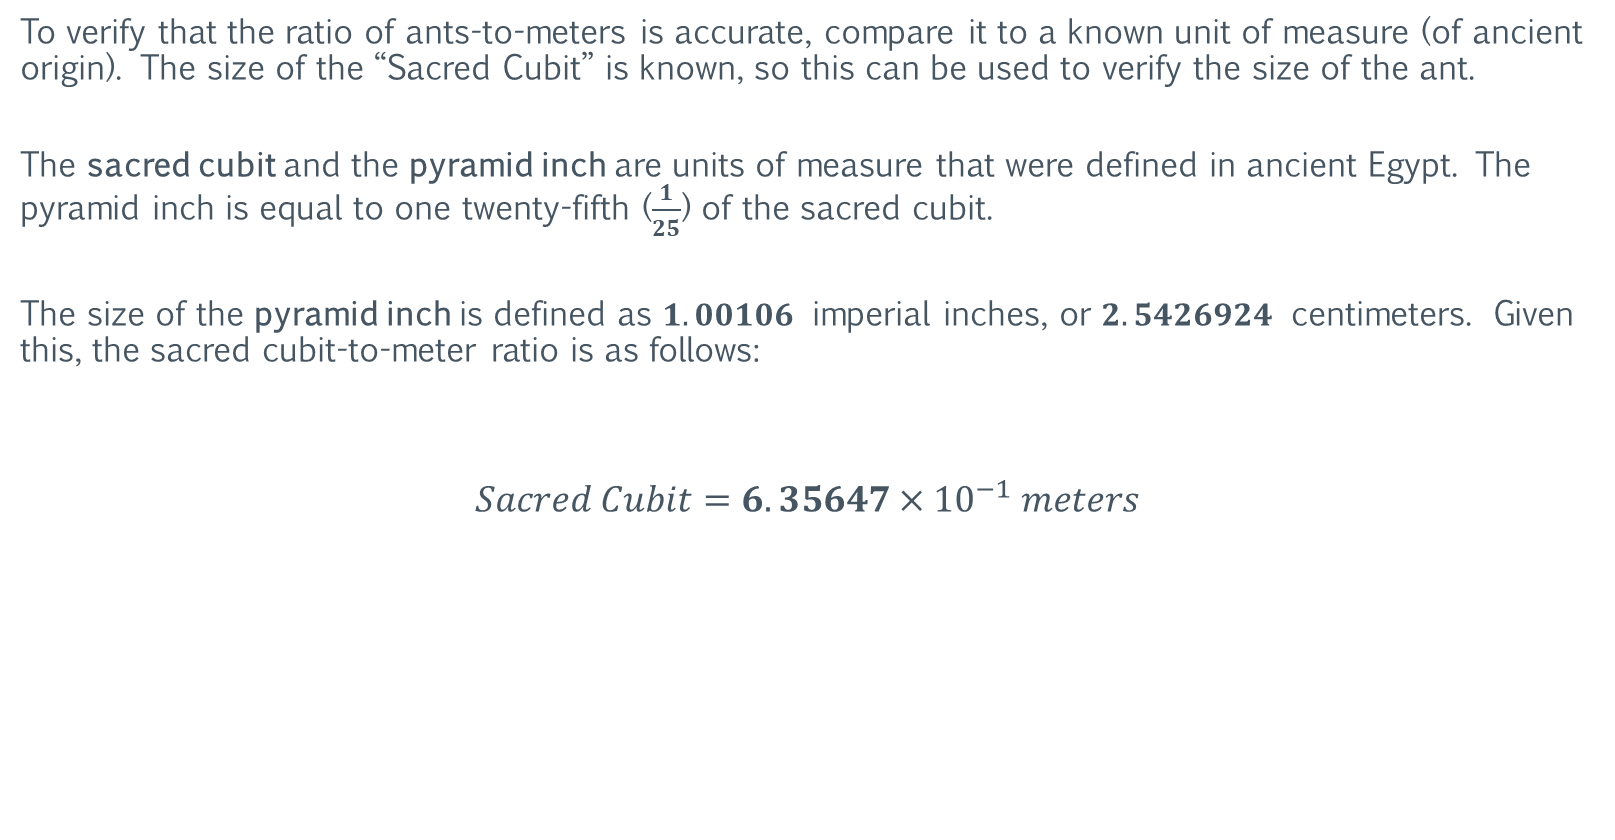 To verify that the ratio of ants-to-meters is accurate, compare it to a known unit of measure (of ancient
origin). The size of the “Sacred Cubit” is known, so this can be used to verify the size of the ant.
The sacred cubit and the pyramid inch are units of measure that were defined in ancient Egypt. The
pyramid inch is equal to one twenty-fifth (1/25) of the sacred cubit.
The size of the pyramid inch is defined as 1.00106 imperial inches, or 2.5426924 centimeters. Given
this, the sacred cubit-to-meter ratio is as follows:
Sacred Cubit = 6.35647 × 10⁻¹ meters